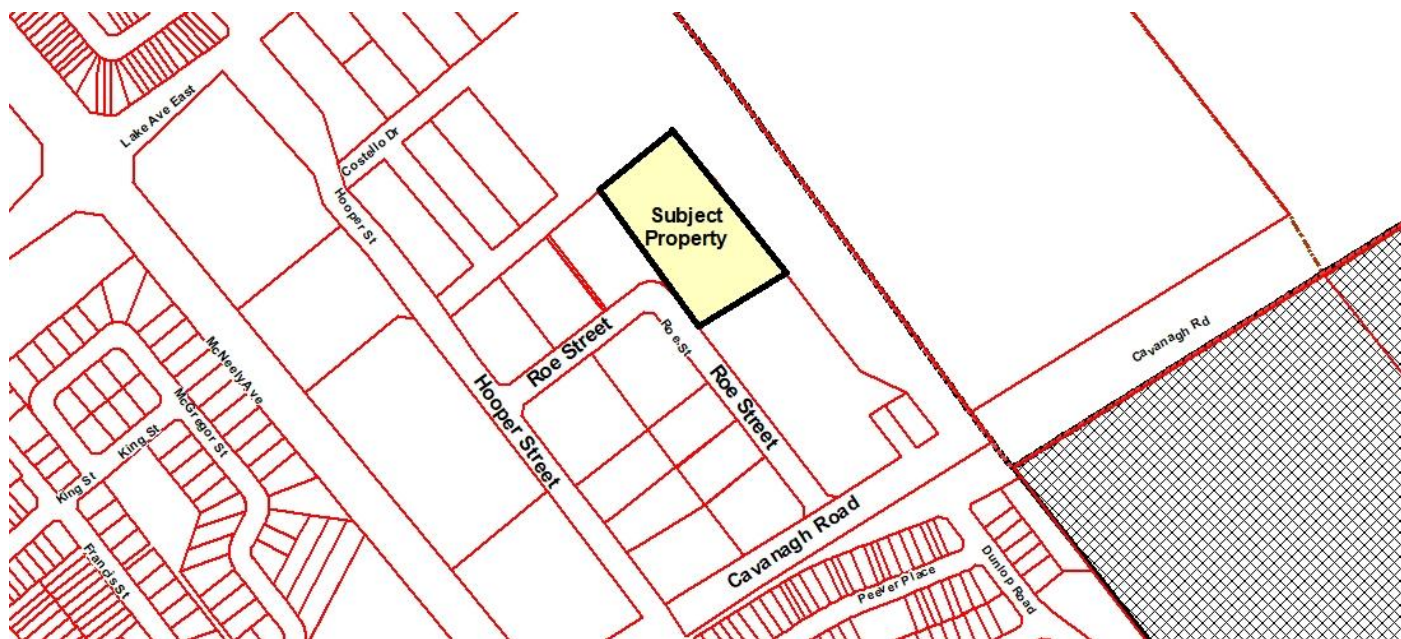 Lake Ave East
Costello Dr
Hooper St
Subject
Property
Roe Street
Ro e. St
Roe Street
Cavanagh Rd
McNeely Ave
McGregor St
King St
King St
Hooper Street
Francis St
Cavanagh Road
Peever Place
Dunlop Road